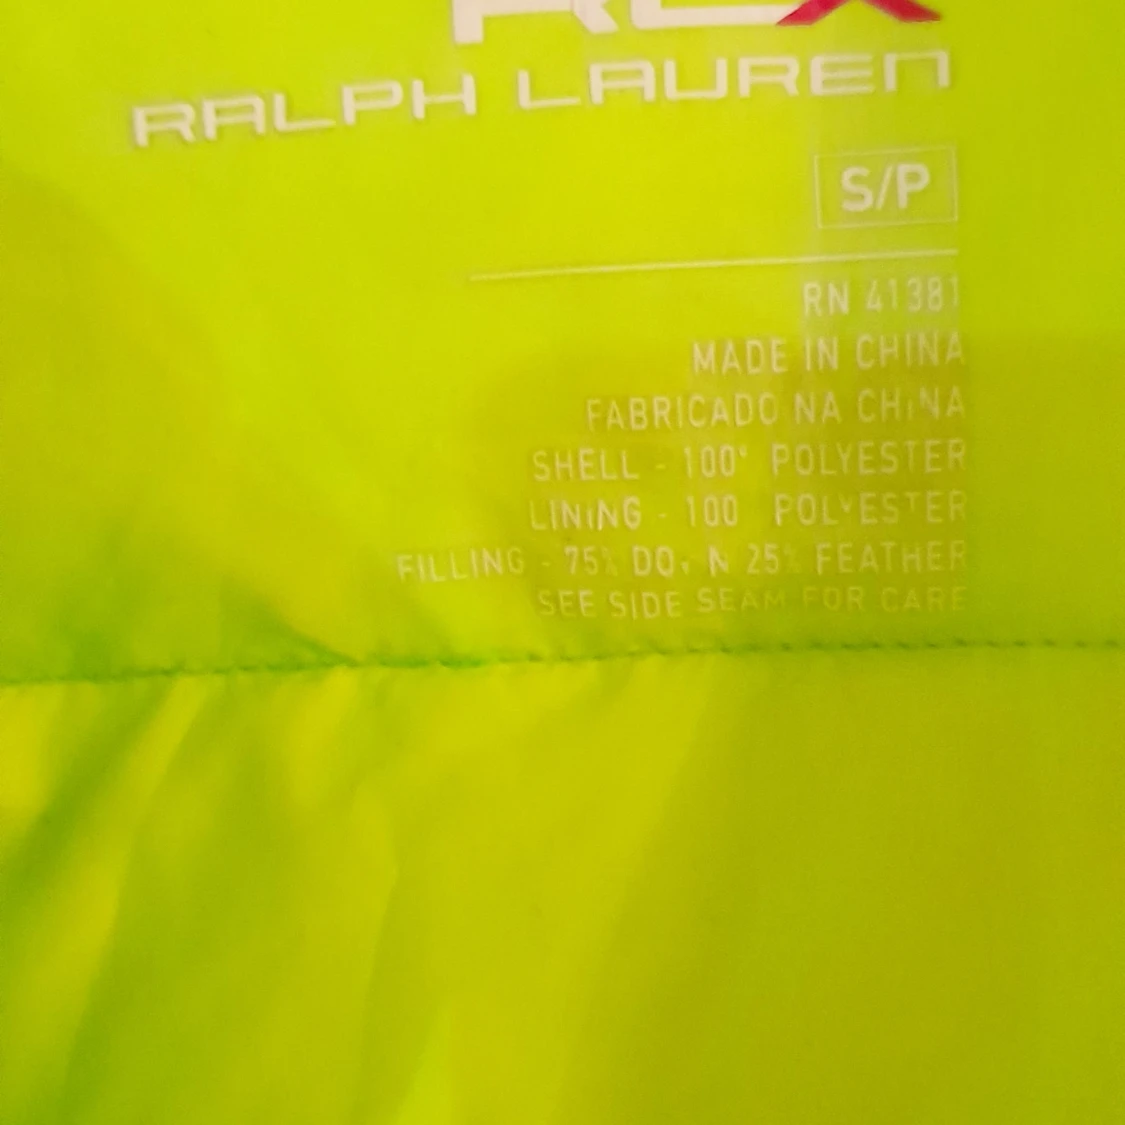 RLX
RALPH LAUREN
S/P
RN 41381
MADE IN CHINA
FABRICADO NA CHINA
SHELL - 100% POLYESTER
LINING - 100 POLYESTER
FILLING - 75% DOWN 25% FEATHER
SEE SIDE SEAM FOR CARE